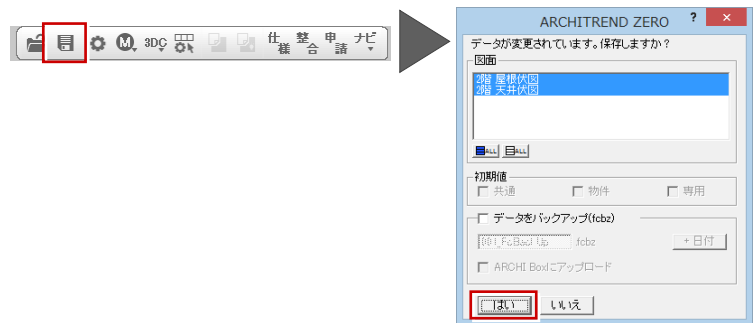 M 3DC 仕様 整合 申請 ナビ
ARCHITREND ZERO ? ×
データが変更されています。保存しますか?
図面
2階 屋根伏図
2階 天井伏図
ALL ALL
初期値
共通 物件 専用
データをバックアップ(fcbz)
.fcbz +日付
ARCHI Boxにアップロード
はい いいえ